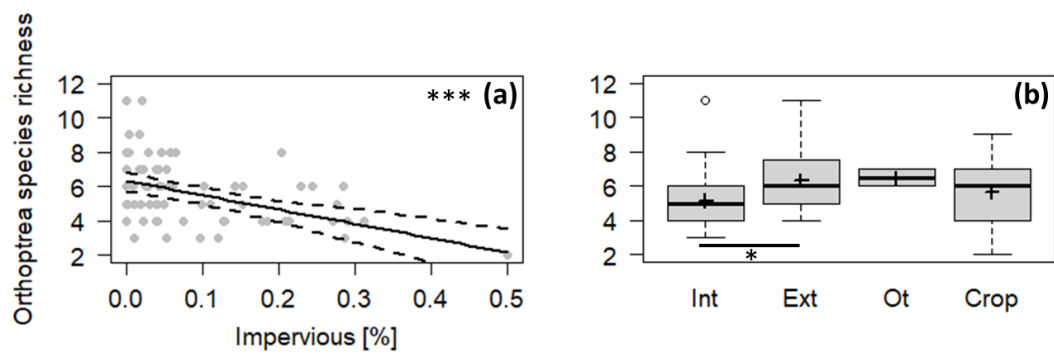 Orthoptrea species richness
12
10
8
6
4
2
*** (a)
0.0 0.1 0.2 0.3 0.4 0.5
Impervious [%]
12
10
8
6
4
2
(b)
*
Int Ext Ot Crop